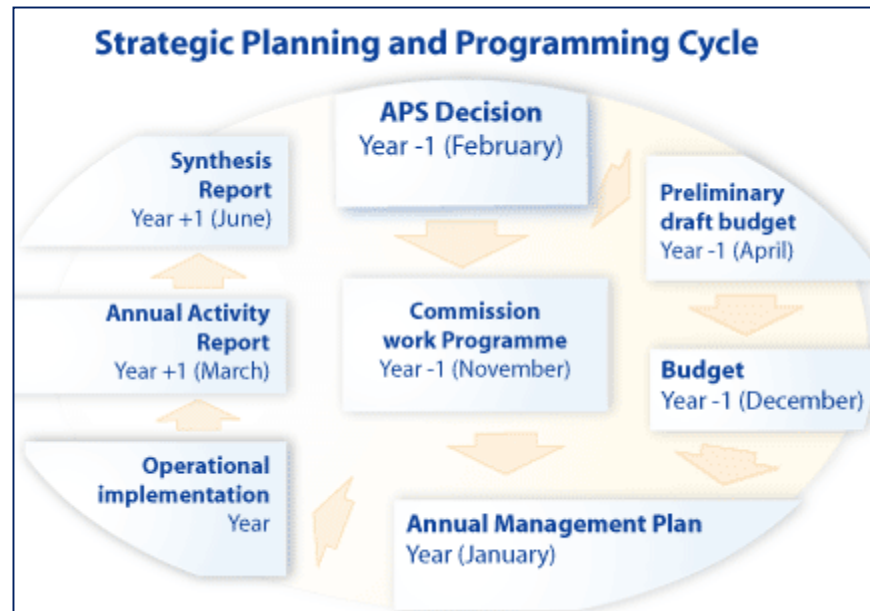 Strategic Planning and Programming Cycle
APS Decision
Year -1 (February)
Synthesis
Report
Year +1 (June)
Preliminary
draft budget
Year -1 (April)
Annual Activity
Report
Year +1 (March)
Commission
work Programme
Year -1 (November)
Budget
Year -1 (December)
Operational
implementation
Year
Annual Management Plan
Year (January)